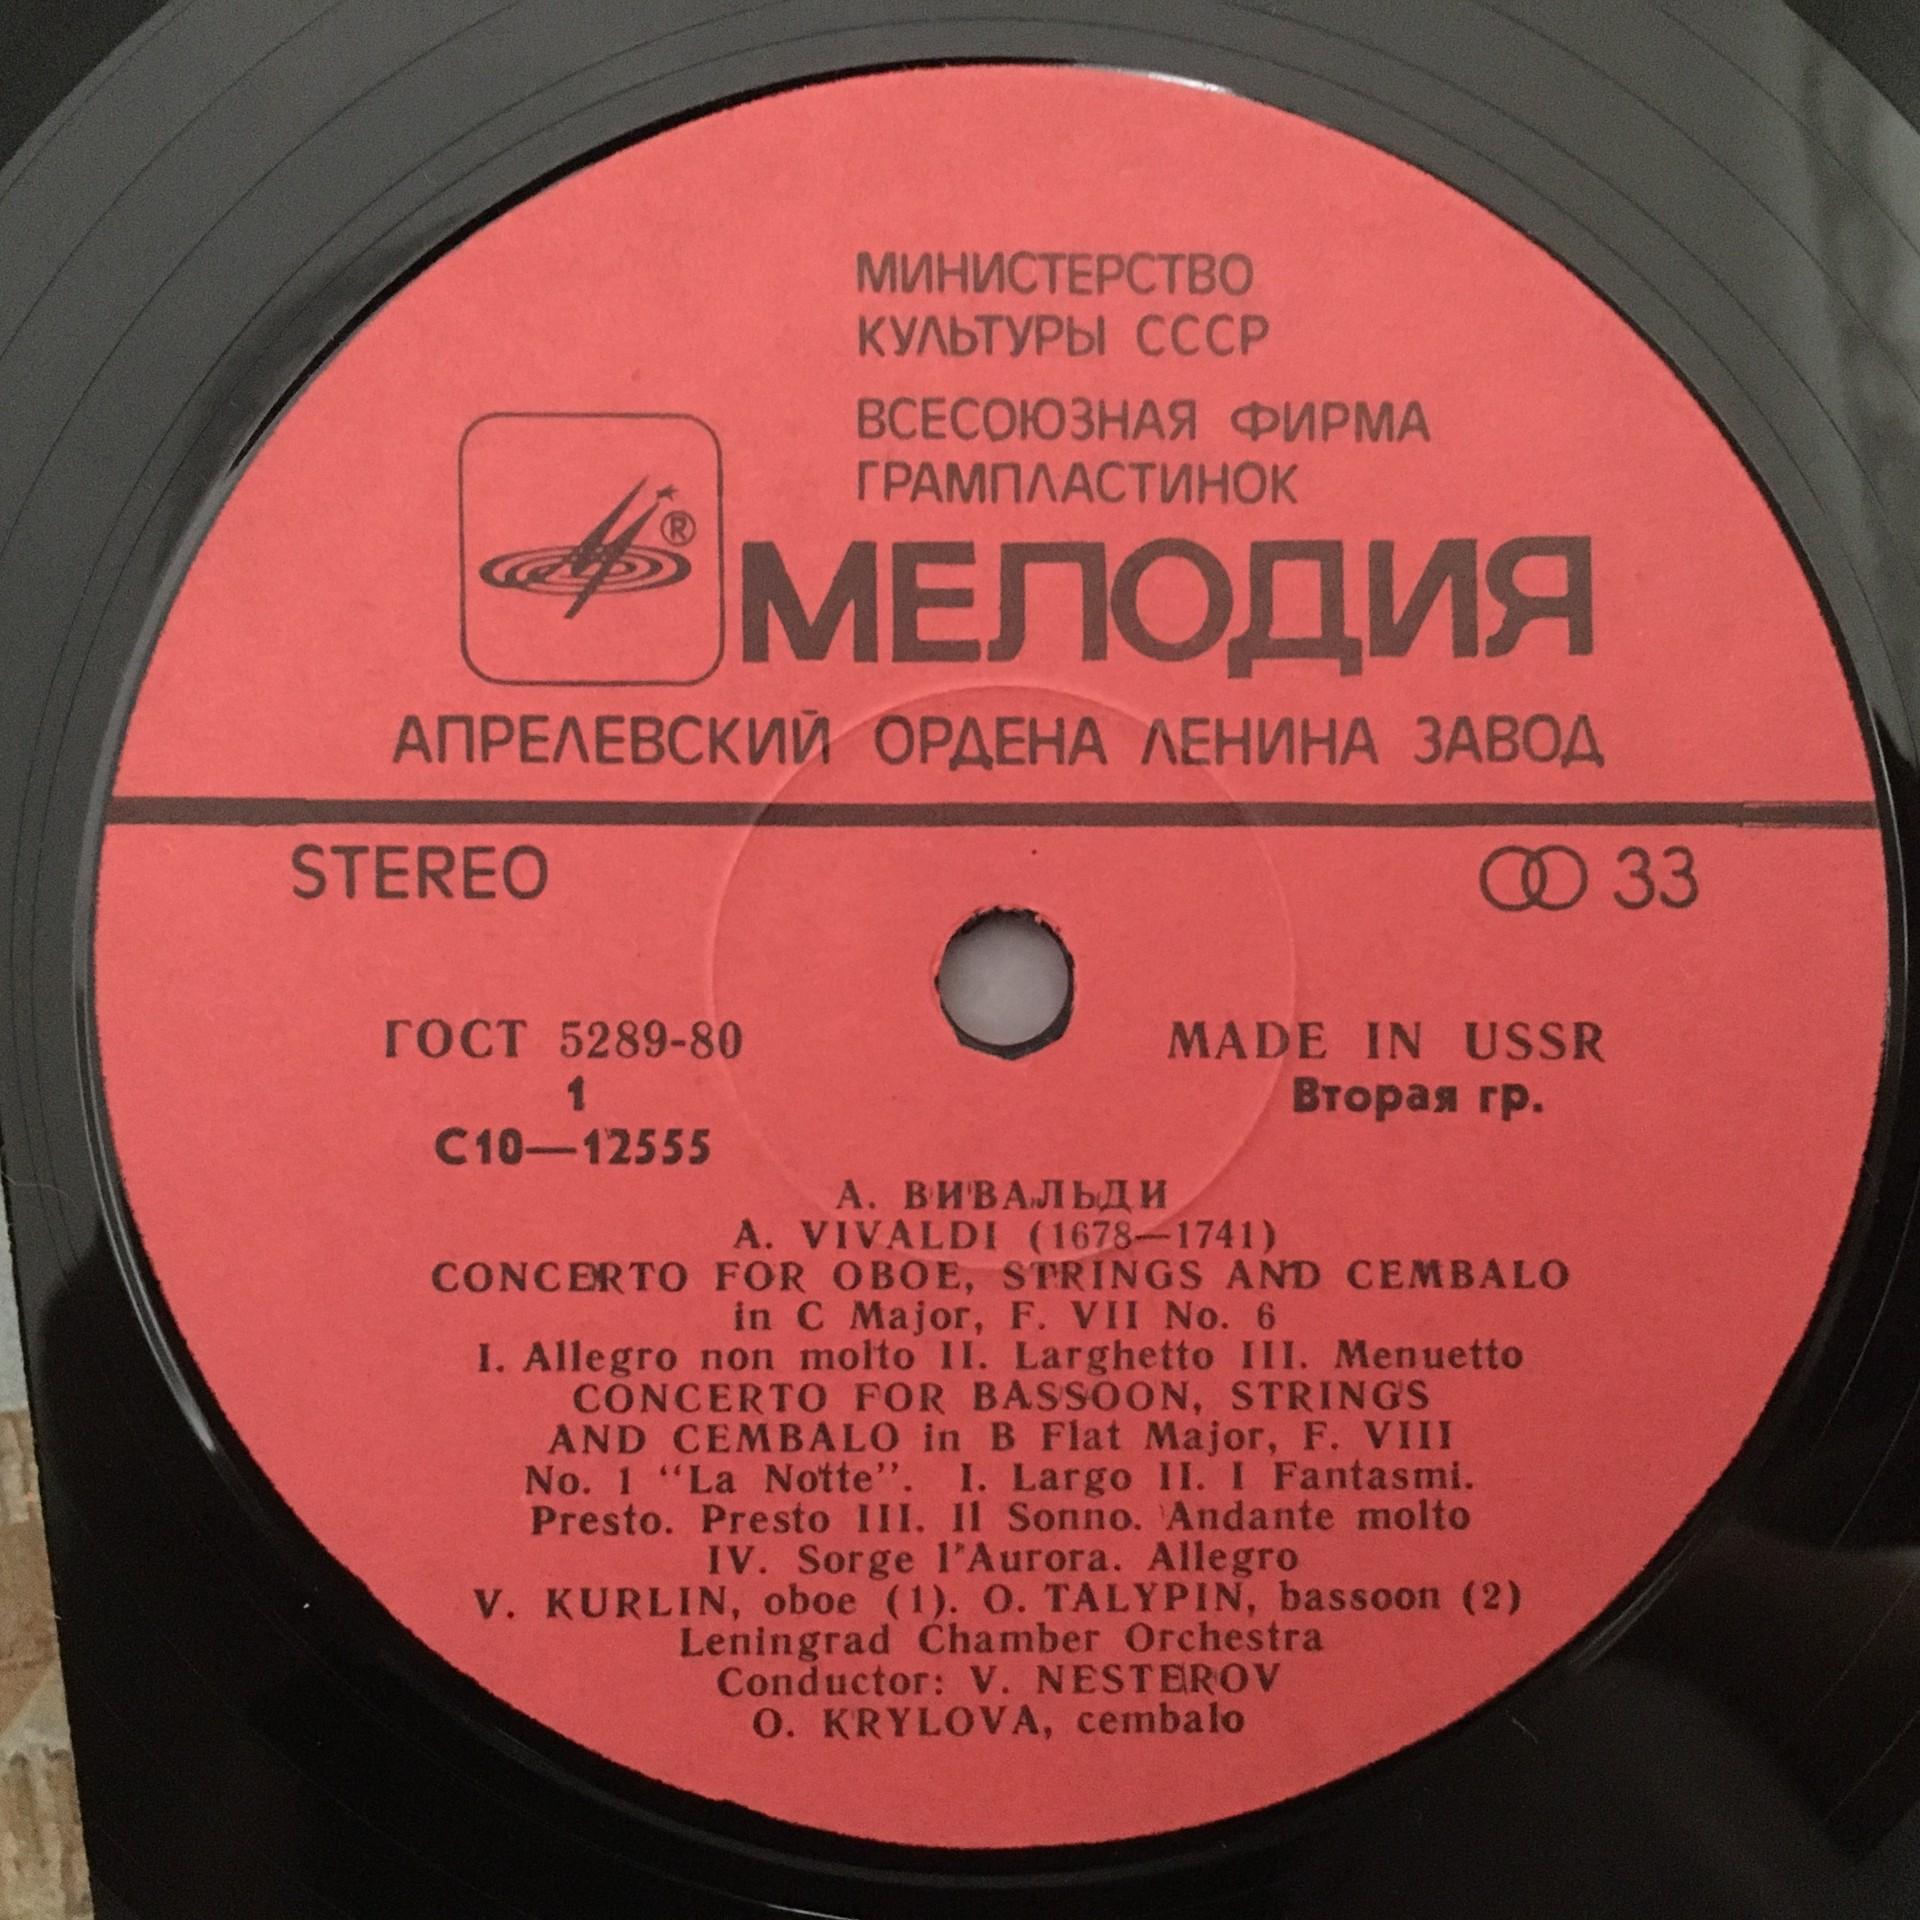 МИНИСТЕРСТВО
КУЛЬТУРЫ СССР
ВСЕСОЮЗНАЯ ФИРМА
ГРАМПЛАСТИНОК
®
МЕЛОДИЯ
АПРЕЛЕВСКИЙ ОРДЕНА ЛЕНИНА ЗАВОД
STEREO
33
ГОСТ 5289-80
MADE IN USSR
1
Вторая гр.
С10—12555
А. ВИВАЛЬДИ
A. VIVALDI (1678—1741)
CONCERTO FOR OBOE, STRINGS AND CEMBALO
in C Major, F. VII No. 6
I. Allegro non molto II. Larghetto III. Menuetto
CONCERTO FOR BASSOON, STRINGS
AND CEMBALO in B Flat Major, F. VIII
No. 1 “La Notte”. I. Largo II. I Fantasmi.
Presto. Presto III. Il Sonno. Andante molto
IV. Sorge l’Aurora. Allegro
V. KURLIN, oboe (1). O. TALYPIN, bassoon (2)
Leningrad Chamber Orchestra
Conductor: V. NESTEROV
O. KRYLOVA, cembalo